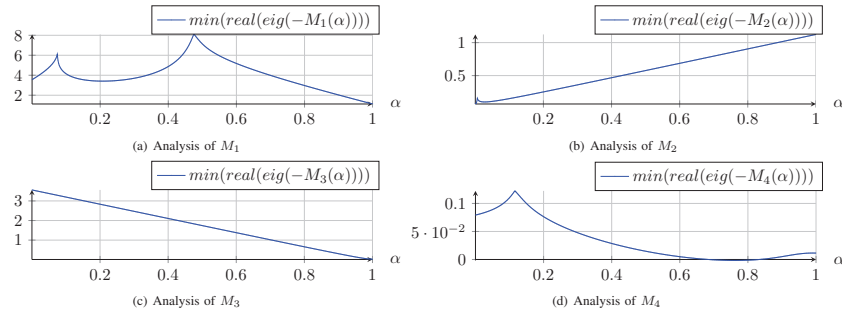 min(real(eig(−M1(α))))
8
6
4
2
0.2 0.4 0.6 0.8 1 α
(a) Analysis of M1
min(real(eig(−M2(α))))
1
0.5
0.2 0.4 0.6 0.8 1 α
(b) Analysis of M2
min(real(eig(−M3(α))))
3
2
1
0.2 0.4 0.6 0.8 1 α
(c) Analysis of M3
min(real(eig(−M4(α))))
0.1
5 · 10⁻²
0
0.2 0.4 0.6 0.8 1 α
(d) Analysis of M4